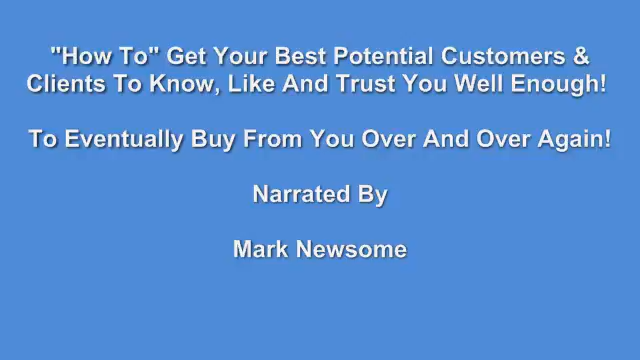 "How To" Get Your Best Potential Customers &
Clients To Know, Like And Trust You Well Enough!
To Eventually Buy From You Over And Over Again!
Narrated By
Mark Newsome